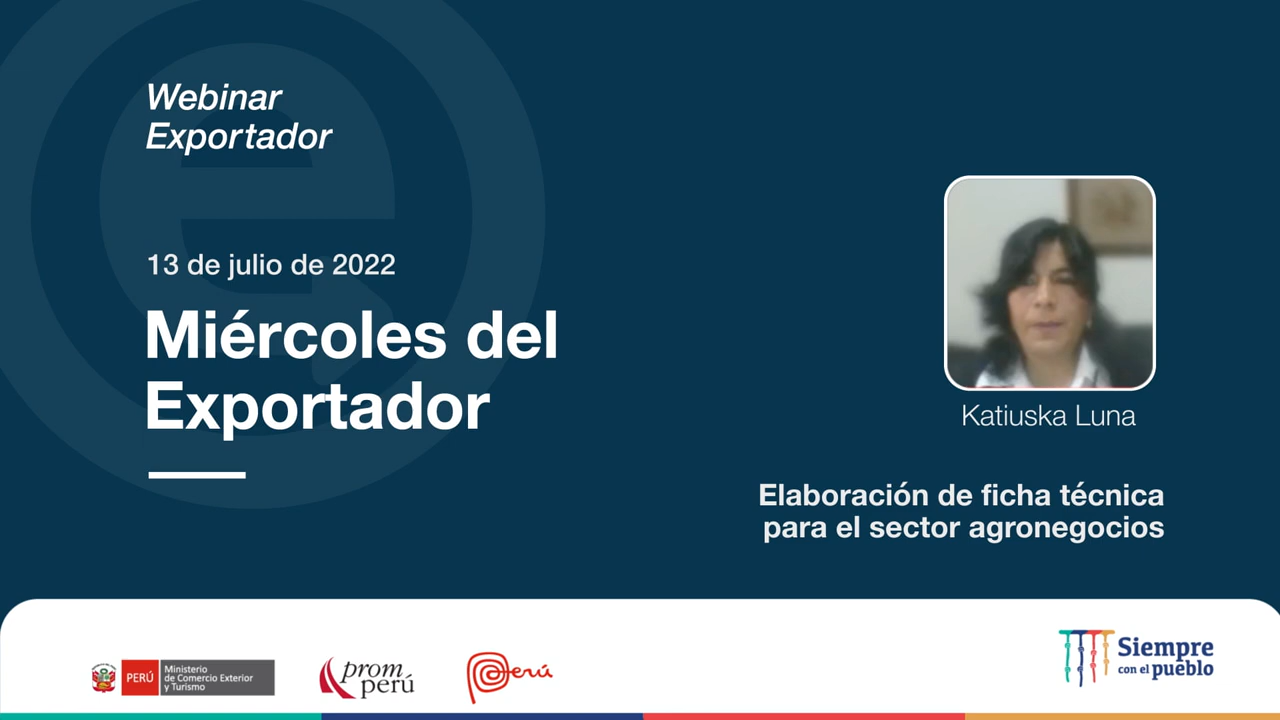 Webinar
Exportador
13 de julio de 2022
Miércoles del
Exportador
Katiuska Luna
Elaboración de ficha técnica
para el sector agronegocios
PERÚ
Ministerio
de Comercio Exterior
y Turismo
prom
perú
Perú
Siempre
con el pueblo